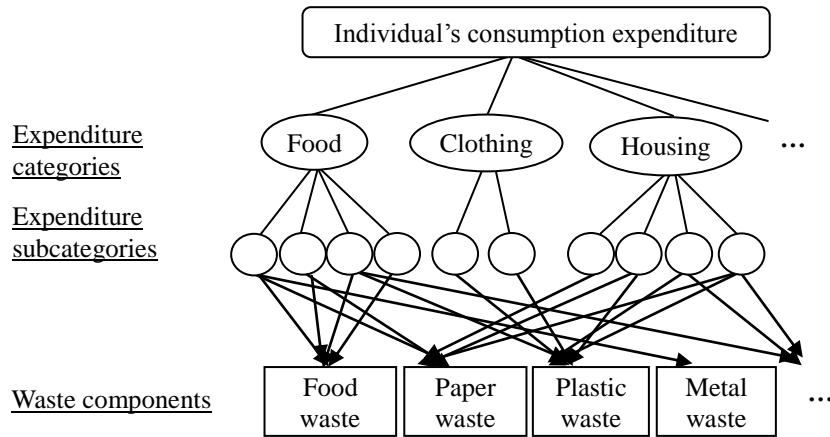 Individual's consumption expenditure
Expenditure
categories
Food
Clothing
Housing
...
Expenditure
subcategories
Waste components
Food
waste
Paper
waste
Plastic
waste
Metal
waste
...